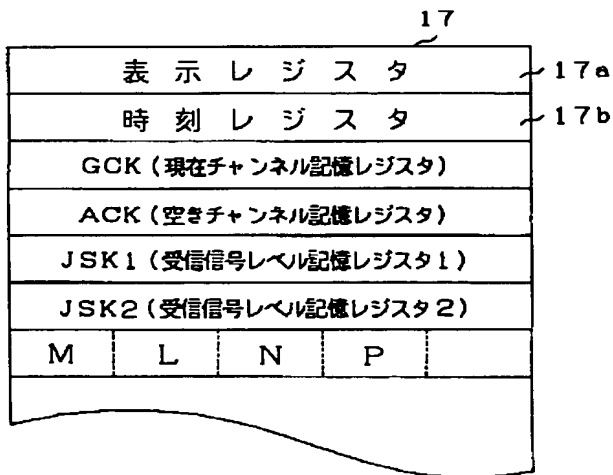 17
表示レジスタ 17a
時刻レジスタ 17b
GCK(現在チャンネル記憶レジスタ)
ACK(空きチャンネル記憶レジスタ)
JSK1(受信信号レベル記憶レジスタ1)
JSK2(受信信号レベル記憶レジスタ2)
M L N P